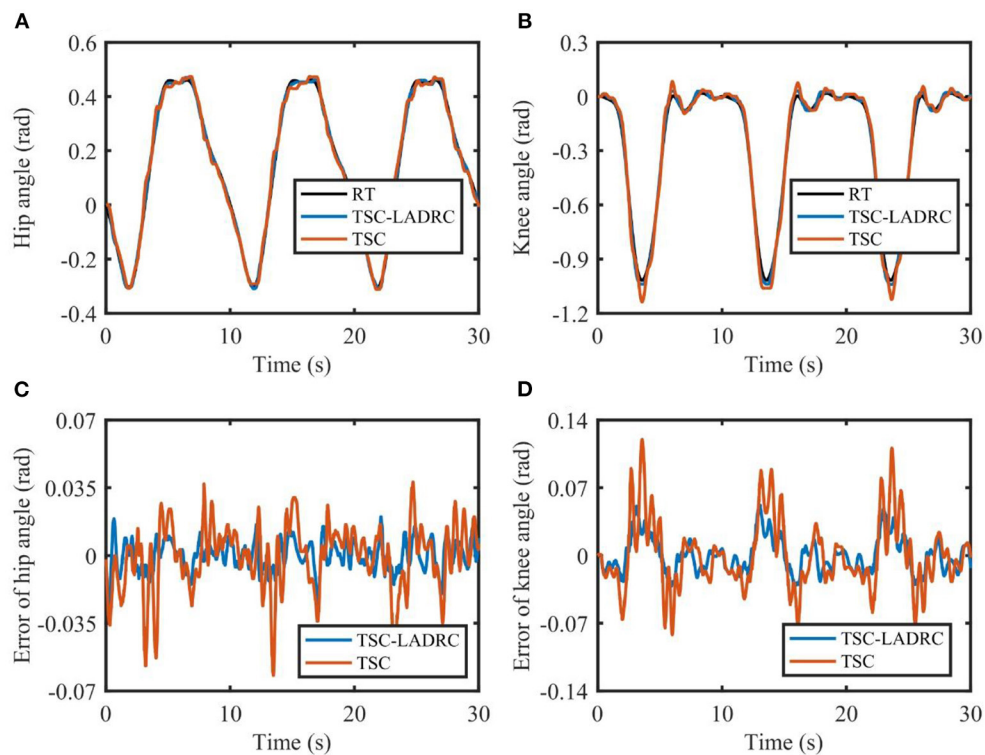 A
0.6
0.4
0.2
0
-0.2
-0.4
Hip angle (rad)
RT
TSC-LADRC
TSC
0
10
20
30
Time (s)
B
0.3
0
-0.3
-0.6
-0.9
-1.2
Knee angle (rad)
RT
TSC-LADRC
TSC
0
10
20
30
Time (s)
C
0.07
0.035
0
-0.035
-0.07
Error of hip angle (rad)
TSC-LADRC
TSC
0
10
20
30
Time (s)
D
0.14
0.07
0
-0.07
-0.14
Error of knee angle (rad)
TSC-LADRC
TSC
0
10
20
30
Time (s)